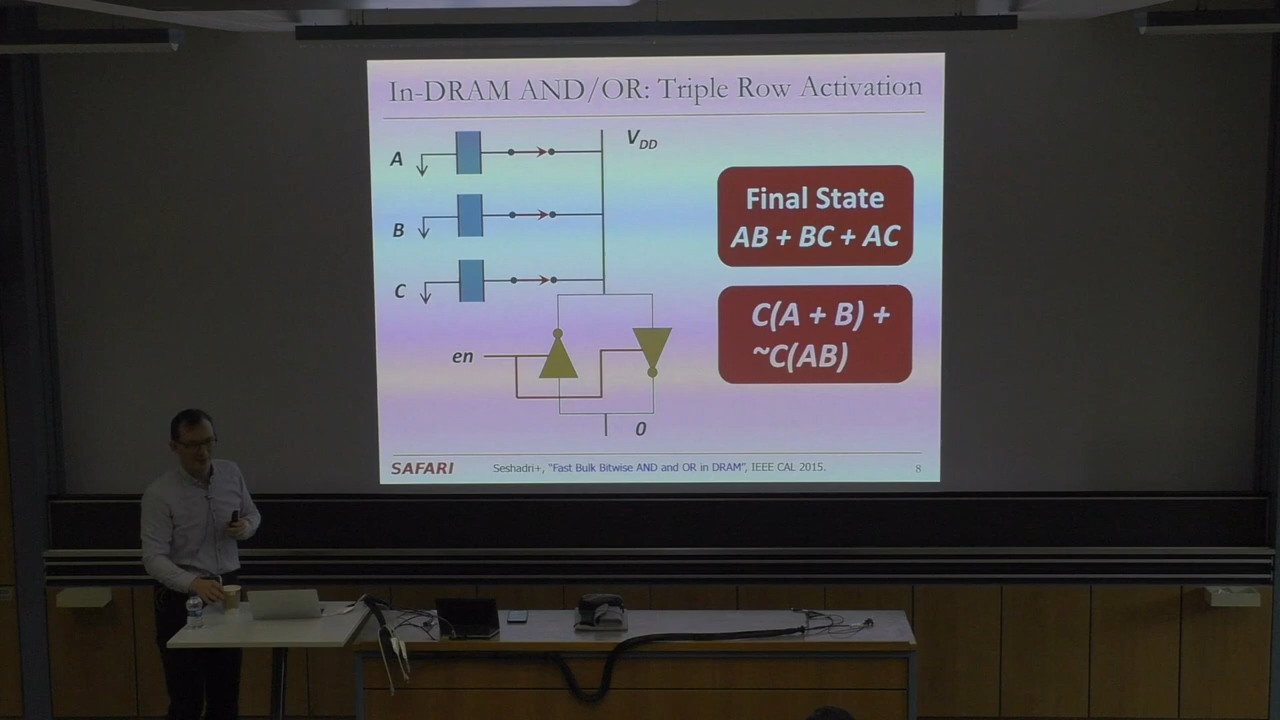 In-DRAM AND/OR: Triple Row Activation
A
V_DD
B
C
en
0
Final State
AB + BC + AC
C(A + B) +
~C(AB)
SAFARI
Seshadri+, "Fast Bulk Bitwise AND and OR in DRAM", IEEE CAL 2015.
8